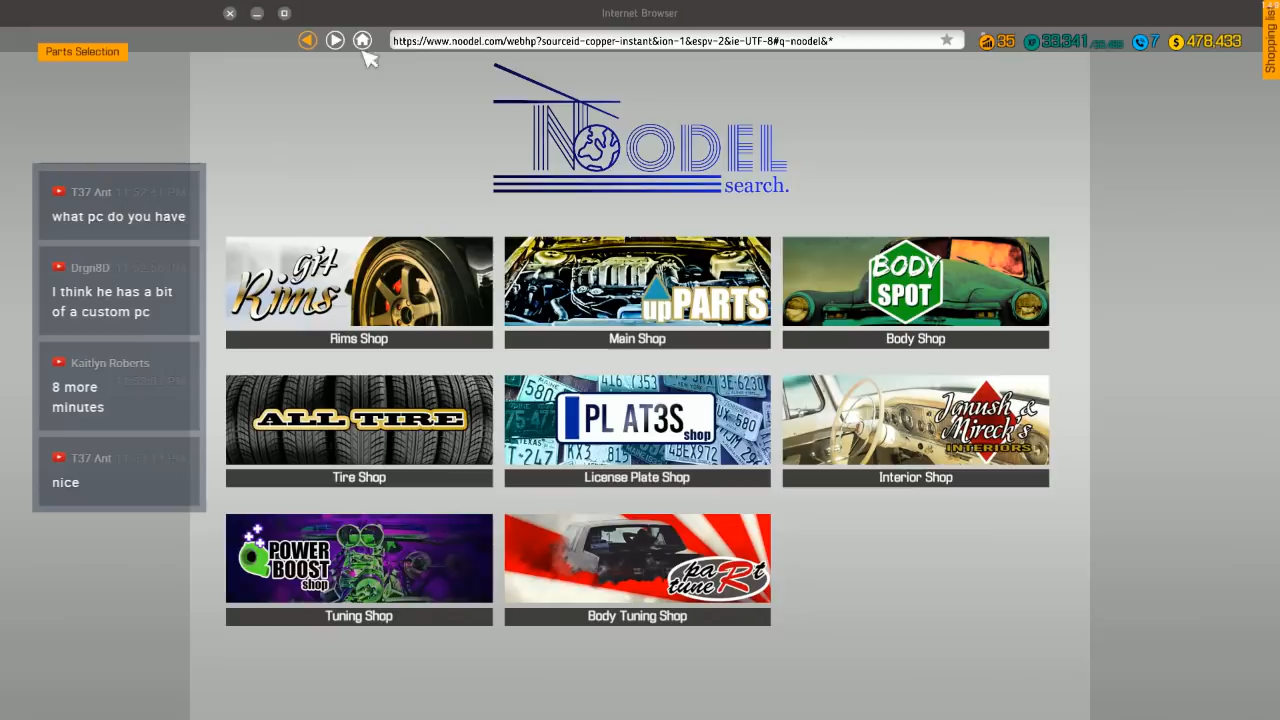 Internet Browser
Parts Selection
https://www.noodel.com/webhp?sourceid-copper-instant&ion-1&espv-2&ie-UTF-8#q-noodel&*
35
7
478,433
Shopping list
NOODEL
search.
T37 Ant
what pc do you have
Drgn8D
I think he has a bit
of a custom pc
Kaitlyn Roberts
8 more
minutes
T37 Ant
nice
git
Rims
Rims Shop
upPARTS
Main Shop
BODY
SPOT
Body Shop
ALL TIRE
Tire Shop
PL AT3S
shop
License Plate Shop
Janush &
Mireck's
INTERIORS
Interior Shop
POWER
BOOST
shop
Tuning Shop
paRt
tune
Body Tuning Shop